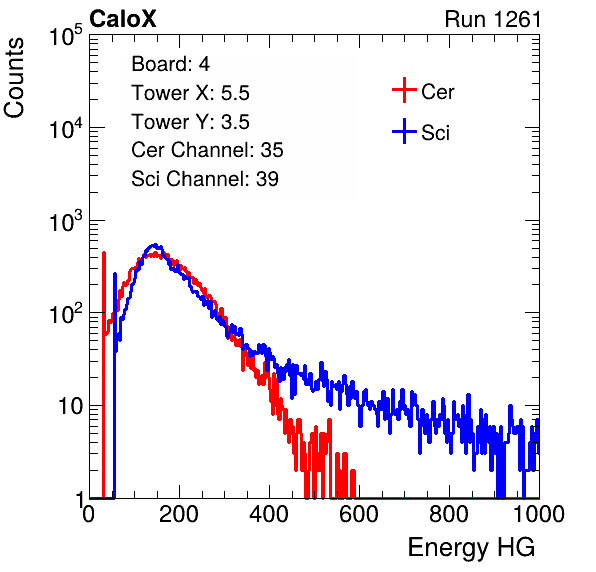 CaloX Run 1261
Counts
Board: 4
Tower X: 5.5
Tower Y: 3.5
Cer Channel: 35
Sci Channel: 39
Cer
Sci
10^5
10^4
10^3
10^2
10
1
0 200 400 600 800 1000
Energy HG